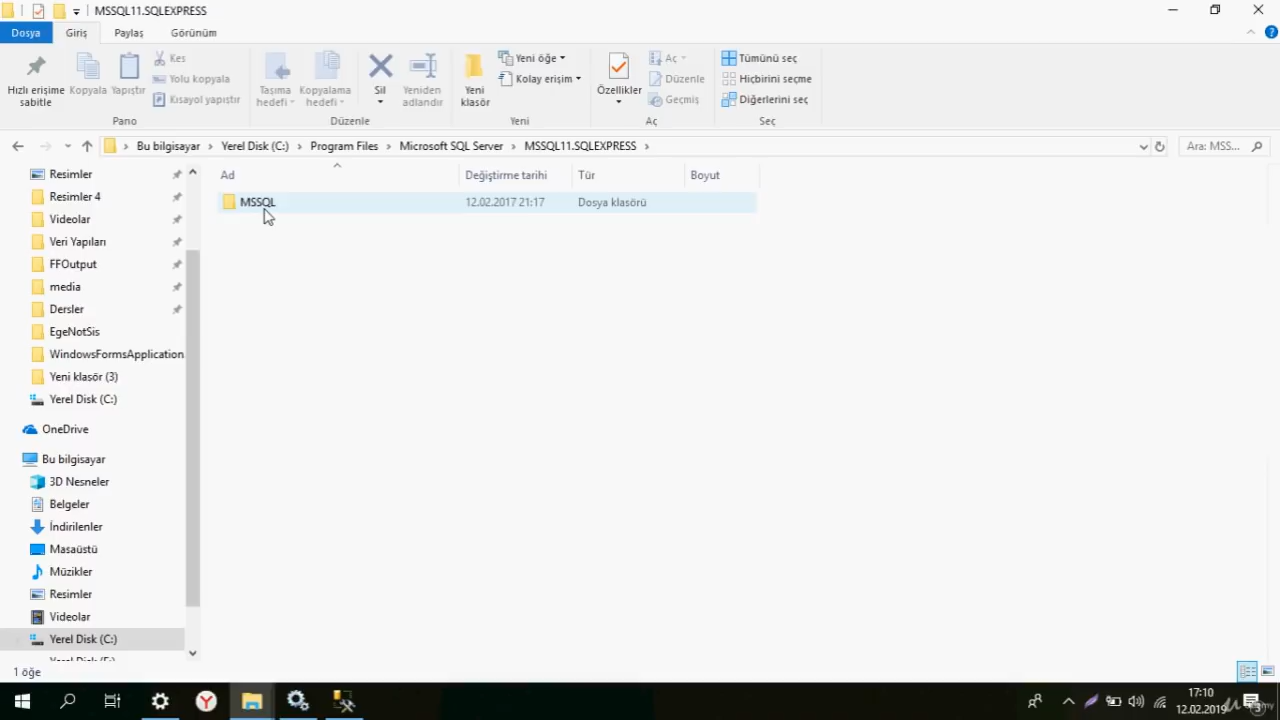 MSSQL11.SQLEXPRESS
Dosya Giriş Paylaş Görünüm
Hızlı erişime sabitle
Kopyala
Yapıştır
Kes
Yolu kopyala
Kısayol yapıştır
Pano
Taşıma hedefi
Kopyalama hedefi
Sil
Yeniden adlandır
Düzenle
Yeni klasör
Yeni öğe
Kolay erişim
Yeni
Özellikler
Aç
Düzenle
Geçmiş
Aç
Tümünü seç
Hiçbirini seçme
Diğerlerini seç
Seç
Bu bilgisayar > Yerel Disk (C:) > Program Files > Microsoft SQL Server > MSSQL11.SQLEXPRESS >
Ara: MSS...
Ad Değiştirme tarihi Tür Boyut
MSSQL 12.02.2017 21:17 Dosya klasörü
Resimler
Resimler 4
Videolar
Veri Yapıları
FFOutput
media
Dersler
EgeNotSis
WindowsFormsApplication
Yeni klasör (3)
Yerel Disk (C:)
OneDrive
Bu bilgisayar
3D Nesneler
Belgeler
İndirilenler
Masaüstü
Müzikler
Resimler
Videolar
Yerel Disk (C:)
1 öğe
17:10
12.02.2019